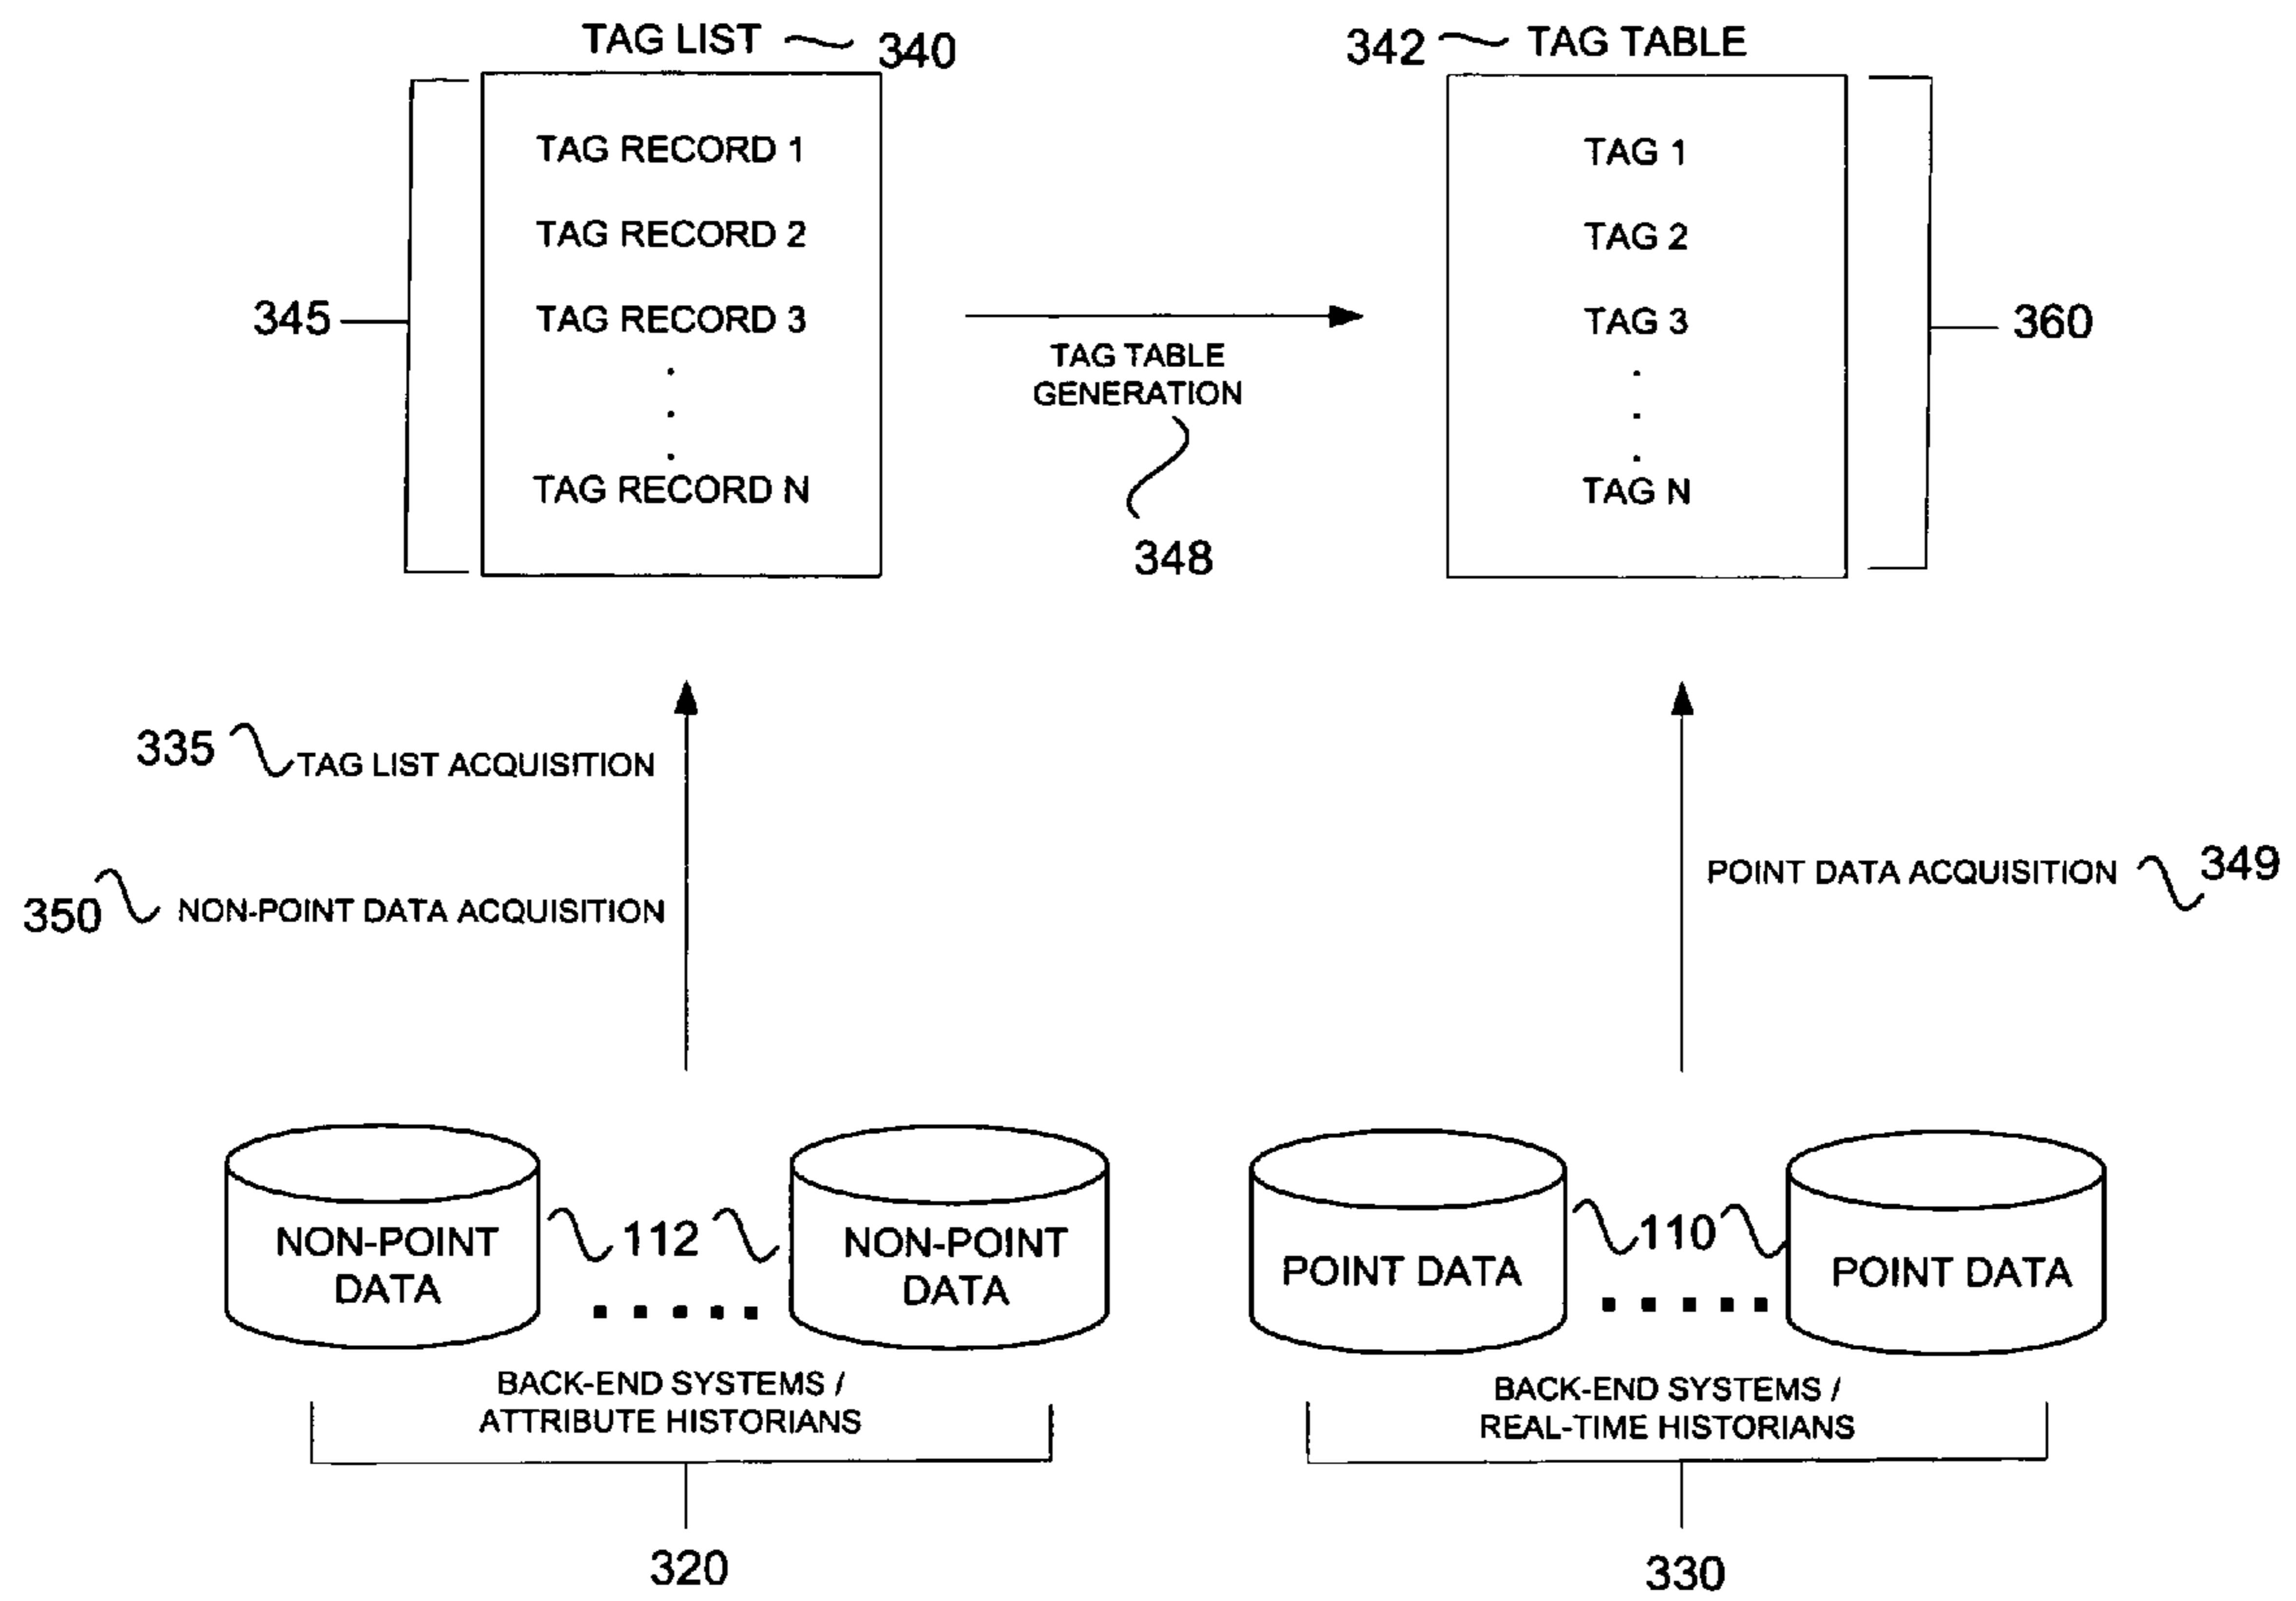 TAG LIST 340
342 TAG TABLE
TAG RECORD 1
TAG RECORD 2
TAG RECORD 3
TAG RECORD N
345
TAG TABLE
GENERATION
348
TAG 1
TAG 2
TAG 3
TAG N
360
335 TAG LIST ACQUISITION
350 NON-POINT DATA ACQUISITION
POINT DATA ACQUISITION 349
NON-POINT
DATA
112
NON-POINT
DATA
POINT DATA
110
POINT DATA
BACK-END SYSTEMS /
ATTRIBUTE HISTORIANS
320
BACK-END SYSTEMS /
REAL-TIME HISTORIANS
330